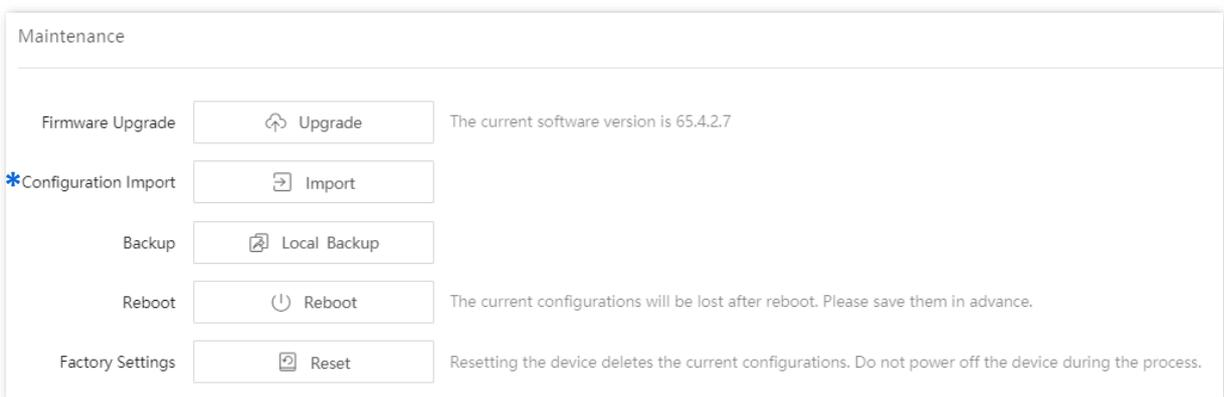 Maintenance
Firmware Upgrade Upgrade The current software version is 65.4.2.7
*Configuration Import Import
Backup Local Backup
Reboot Reboot The current configurations will be lost after reboot. Please save them in advance.
Factory Settings Reset Resetting the device deletes the current configurations. Do not power off the device during the process.